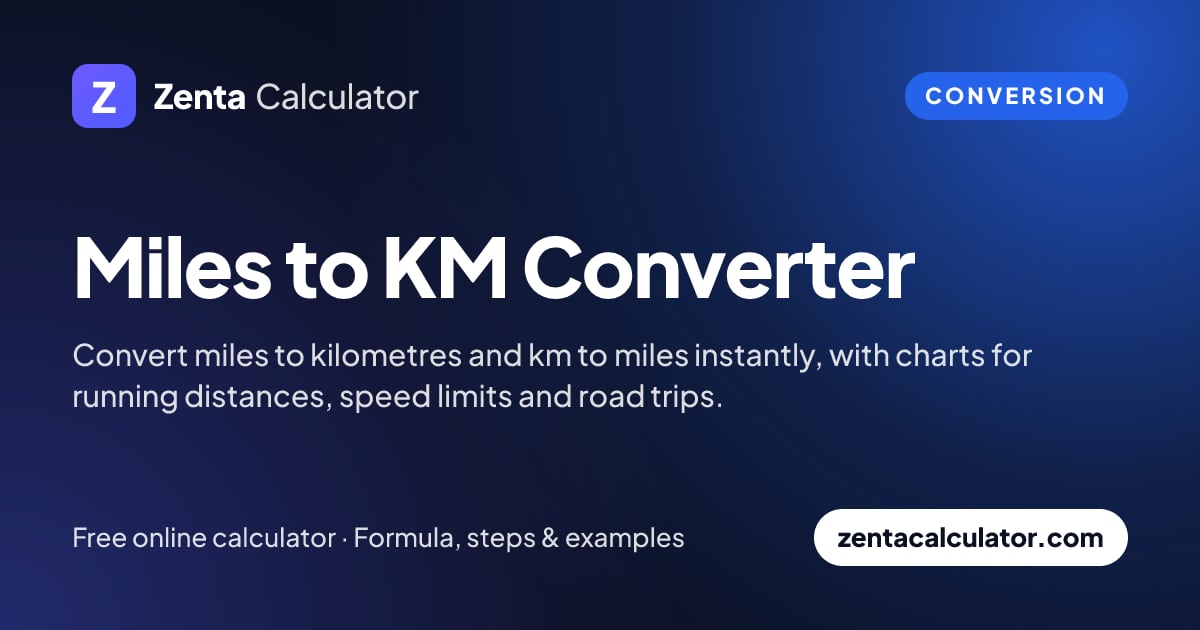 Z
Zenta Calculator
CONVERSION
Miles to KM Converter
Convert miles to kilometres and km to miles instantly, with charts for
running distances, speed limits and road trips.
Free online calculator · Formula, steps & examples
zentacalculator.com